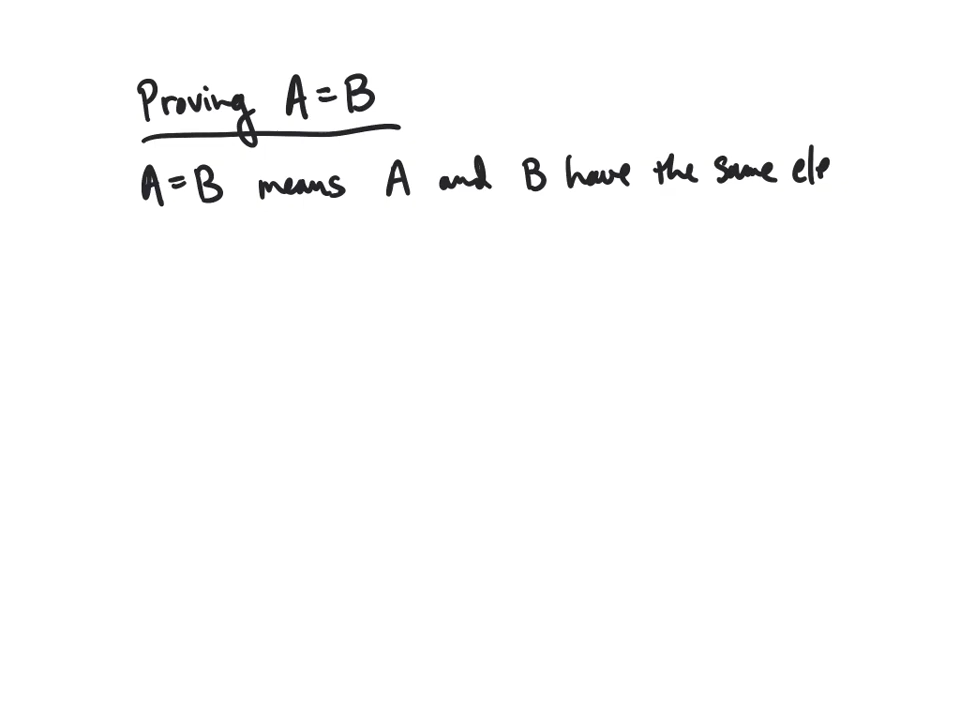 Proving A = B
A = B means A and B have the same ele